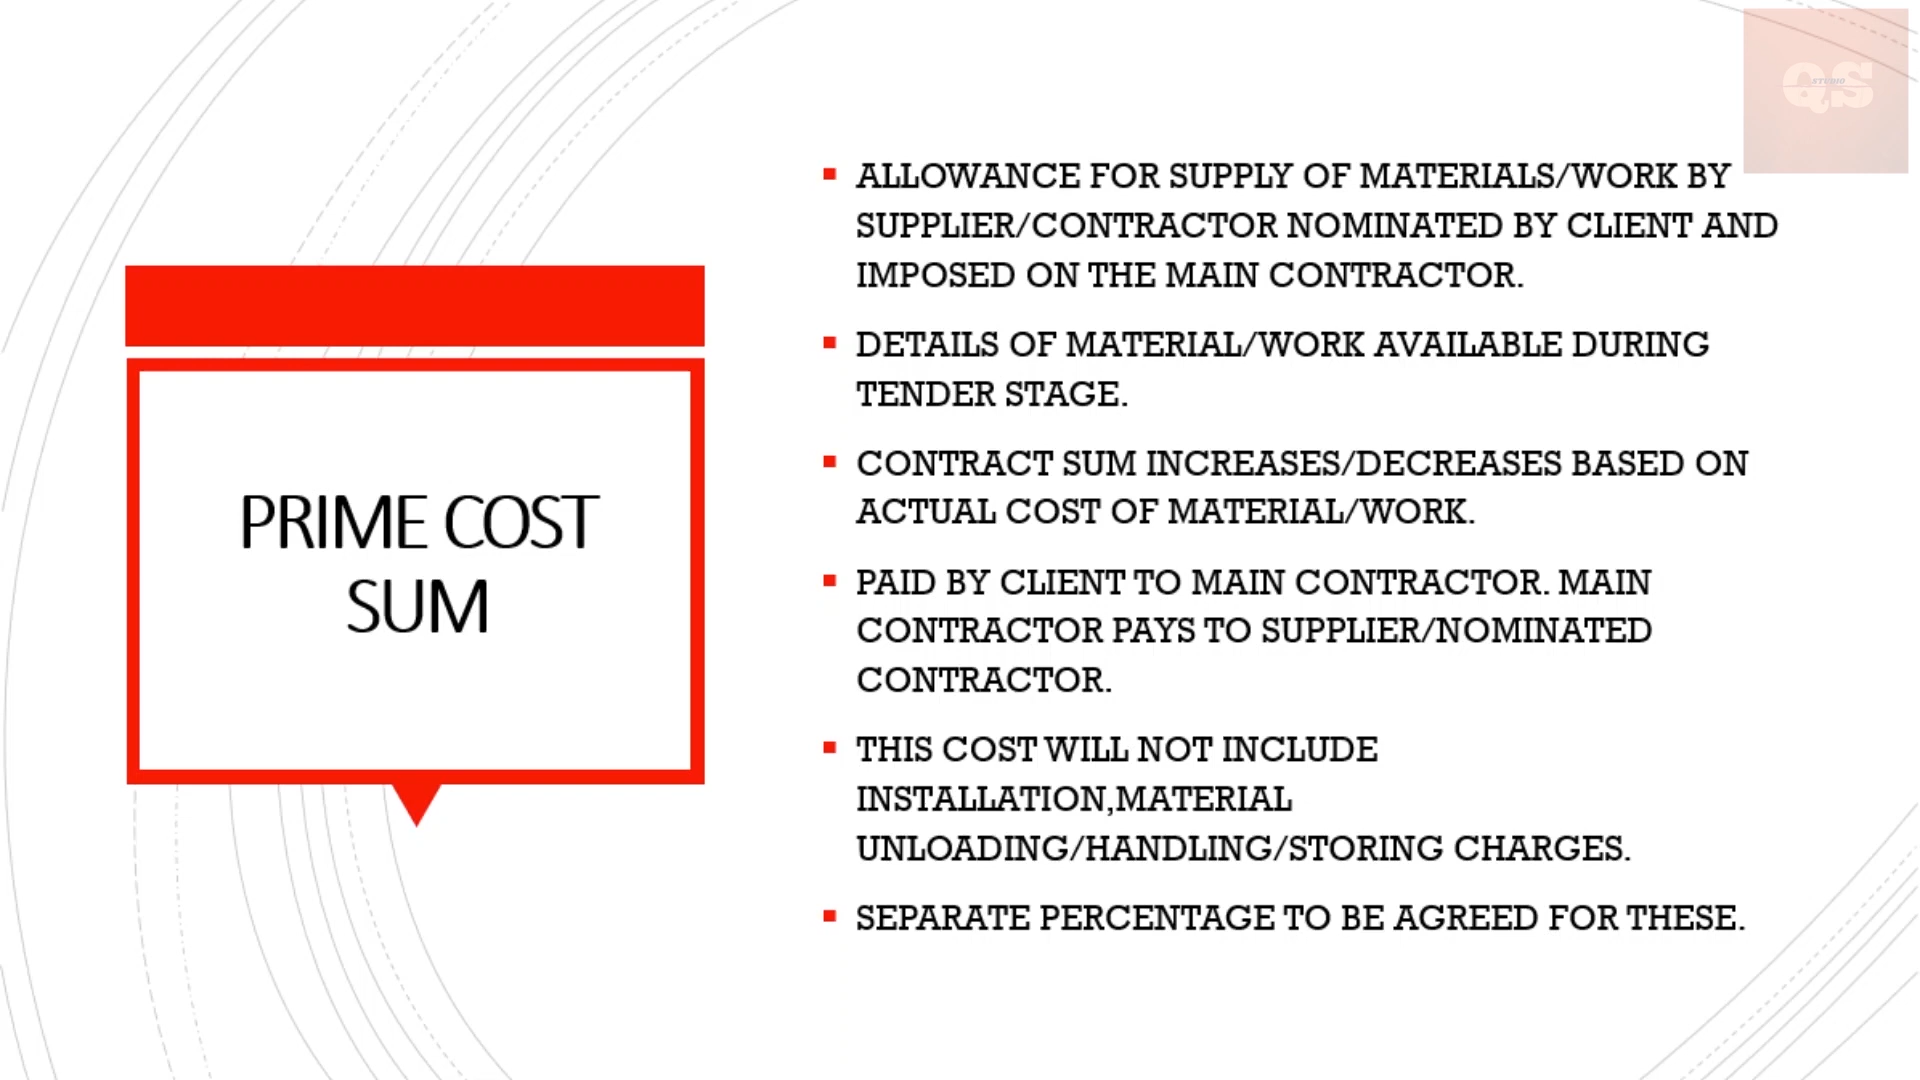 QS
STUDIO
ALLOWANCE FOR SUPPLY OF MATERIALS/WORK BY
SUPPLIER/CONTRACTOR NOMINATED BY CLIENT AND
IMPOSED ON THE MAIN CONTRACTOR.
DETAILS OF MATERIAL/WORK AVAILABLE DURING
TENDER STAGE.
CONTRACT SUM INCREASES/DECREASES BASED ON
ACTUAL COST OF MATERIAL/WORK.
PAID BY CLIENT TO MAIN CONTRACTOR. MAIN
CONTRACTOR PAYS TO SUPPLIER/NOMINATED
CONTRACTOR.
THIS COST WILL NOT INCLUDE
INSTALLATION,MATERIAL
UNLOADING/HANDLING/STORING CHARGES.
SEPARATE PERCENTAGE TO BE AGREED FOR THESE.
PRIME COST
SUM